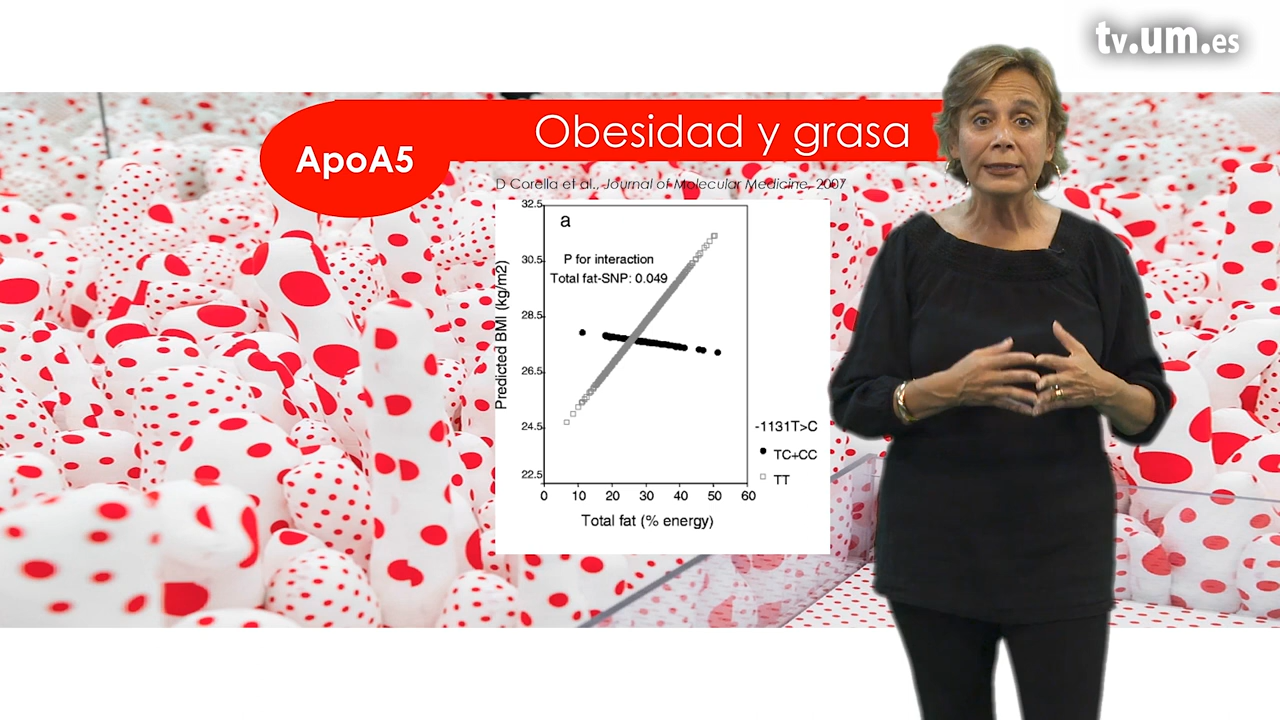 tv.um.es
Obesidad y grasa
ApoA5
D Corella et al., Journal of Molecular Medicine, 2007
a
P for interaction
Total fat-SNP: 0.049
Predicted BMI (kg/m2)
32.5
30.5
28.5
26.5
24.5
22.5
0 10 20 30 40 50 60
Total fat (% energy)
-1131T>C
TC+CC
TT